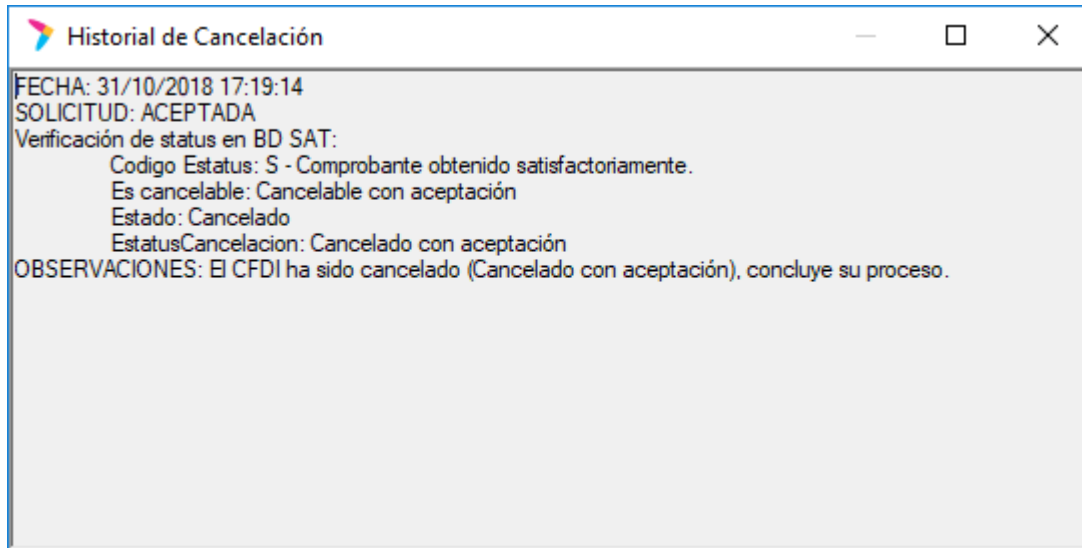 Historial de Cancelación
FECHA: 31/10/2018 17:19:14
SOLICITUD: ACEPTADA
Verificación de status en BD SAT:
Codigo Estatus: S - Comprobante obtenido satisfactoriamente.
Es cancelable: Cancelable con aceptación
Estado: Cancelado
EstatusCancelacion: Cancelado con aceptación
OBSERVACIONES: El CFDI ha sido cancelado (Cancelado con aceptación), concluye su proceso.